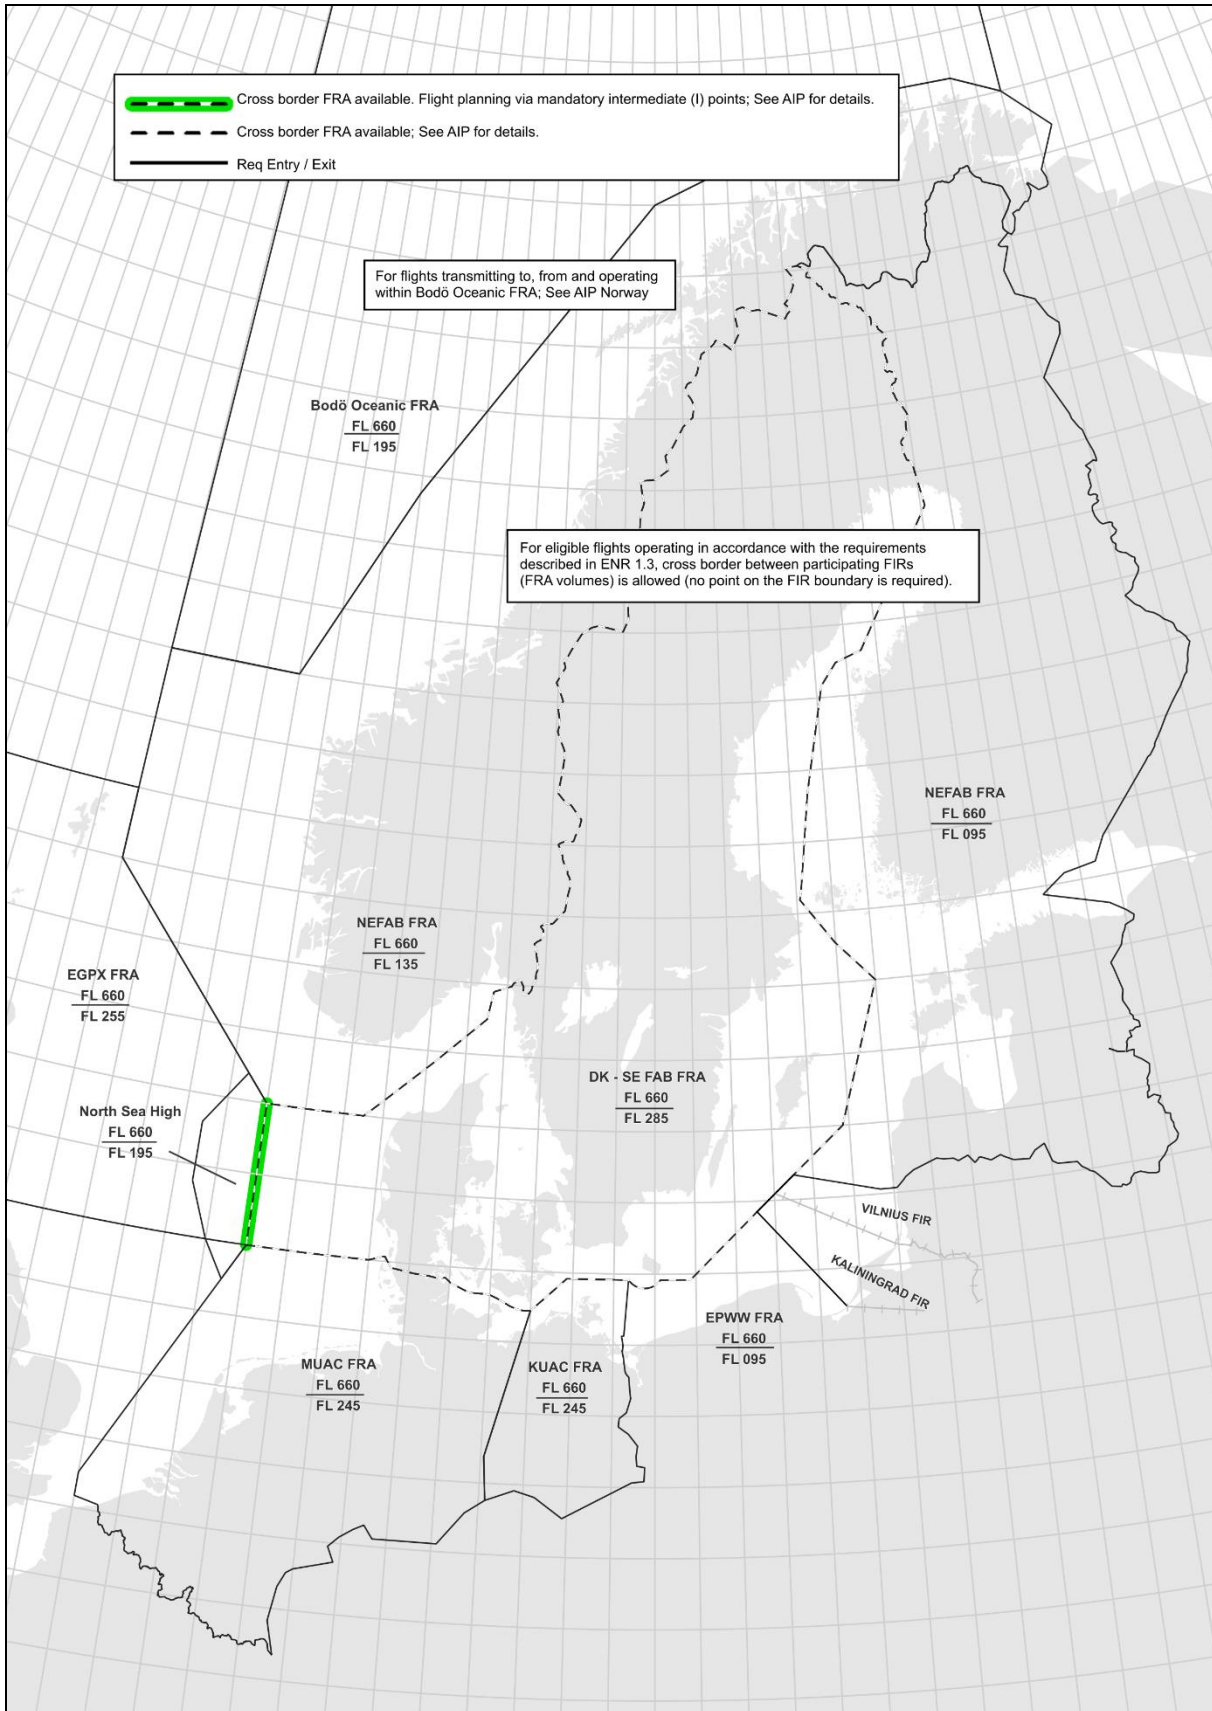 Cross border FRA available. Flight planning via mandatory intermediate (I) points; See AIP for details.
Cross border FRA available; See AIP for details.
Req Entry / Exit
For flights transmitting to, from and operating
within Bodö Oceanic FRA; See AIP Norway
Bodö Oceanic FRA
FL 660
FL 195
For eligible flights operating in accordance with the requirements
described in ENR 1.3, cross border between participating FIRs
(FRA volumes) is allowed (no point on the FIR boundary is required).
NEFAB FRA
FL 660
FL 095
NEFAB FRA
FL 660
FL 135
EGPX FRA
FL 660
FL 255
DK - SE FAB FRA
FL 660
FL 285
North Sea High
FL 660
FL 195
VILNIUS FIR
KALININGRAD FIR
EPWW FRA
FL 660
FL 095
MUAC FRA
FL 660
FL 245
KUAC FRA
FL 660
FL 245